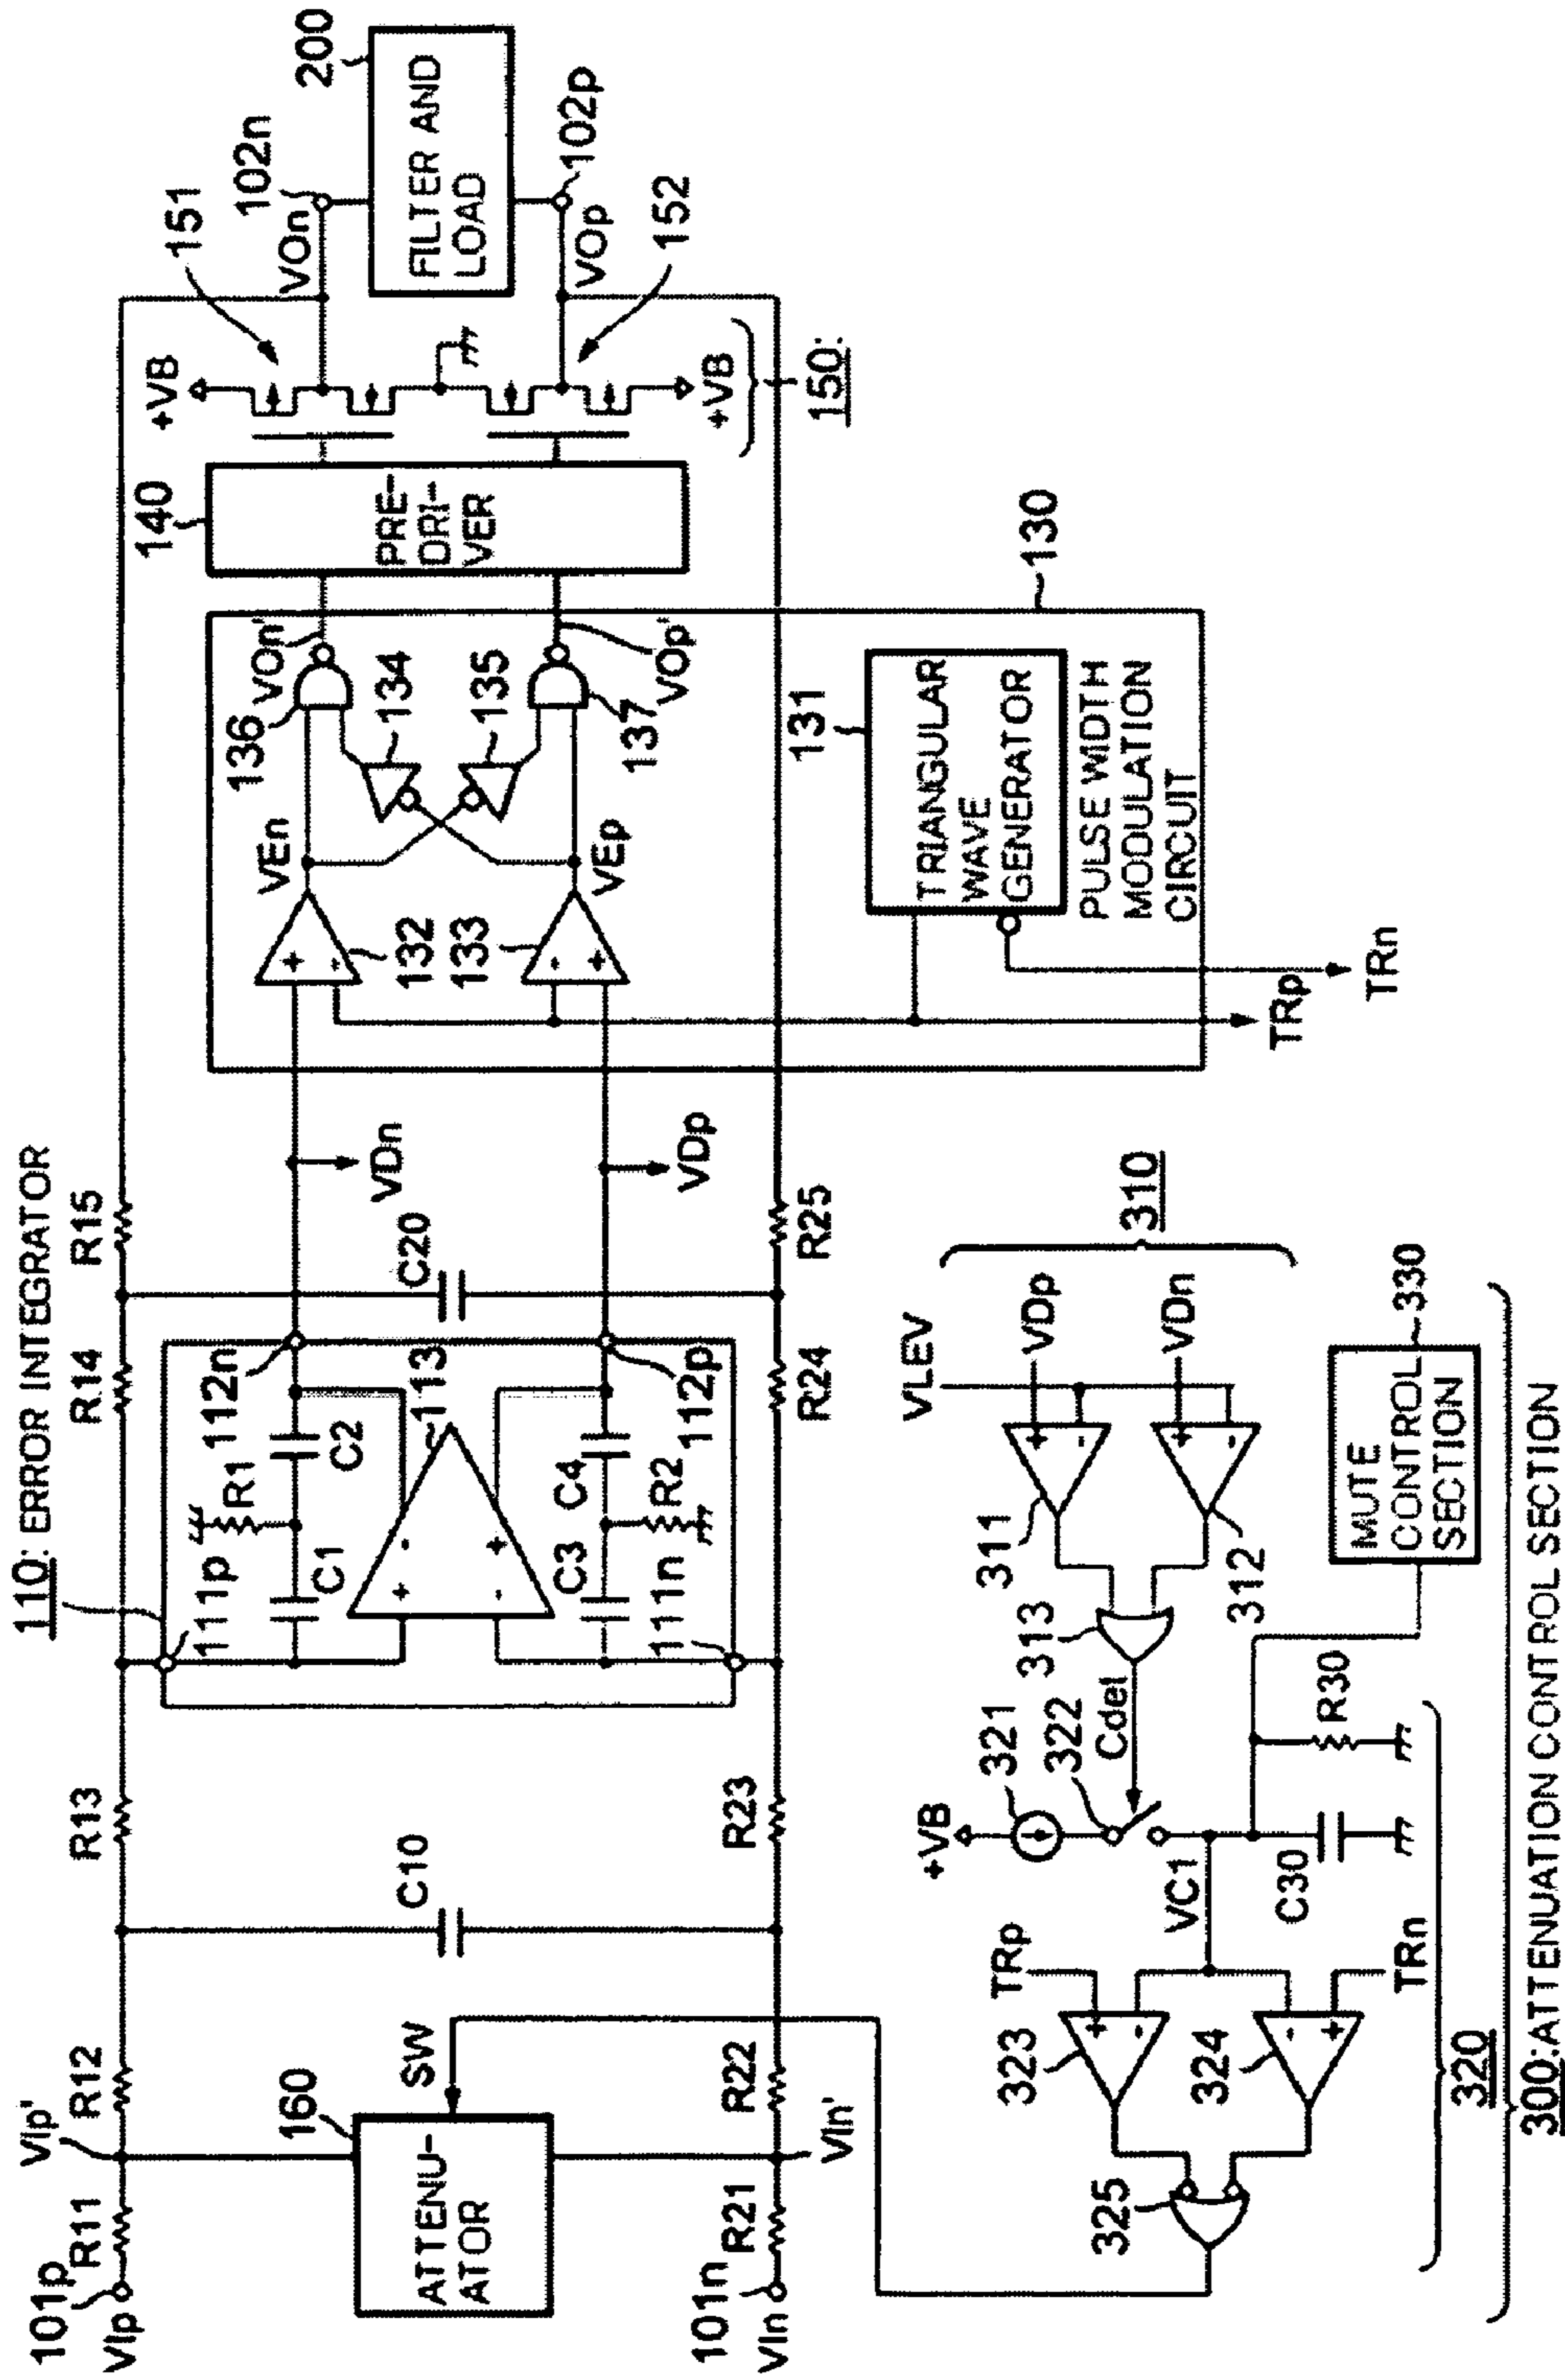 110: ERROR INTEGRATOR
101p
VIp
R11
VIp'
R12
R13
R14
R15
160
ATTENU-
ATOR
SW
C10
111p
R1
C1
C2
112n
113
C3
C4
R2
111n
112p
C20
VDn
VDp
101n
VIn
R21
VIn'
R22
R23
R24
R25
VEn
132
133
VEp
136
VOn'
134
135
137
VOp'
131
TRIANGULAR
WAVE
GENERATOR
PULSE WIDTH
MODULATION
CIRCUIT
130
TRp
TRn
140
PRE-
DRI-
VER
+VB
151
VOn
102n
200
FILTER AND
LOAD
VOp
102p
152
+VB
150:
325
323
324
TRp
TRn
VC1
+VB
321
322
Cdet
C30
R30
313
311
312
VLEV
VDp
VDn
310
MUTE
CONTROL
SECTION
330
320
300:ATTENUATION CONTROL SECTION
+
-
+
-
+
-
-
+
+
-
+
-
+
-
-
+